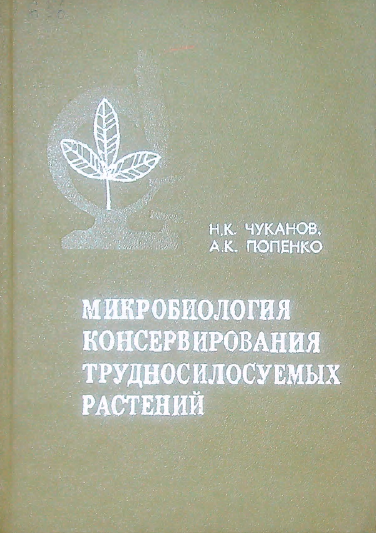 Н.К. ЧУКАНОВ,
А.К. ПОПЕНКО
МИКРОБИОЛОГИЯ
КОНСЕРВИРОВАНИЯ
ТРУДНОСИЛОСУЕМЫХ
РАСТЕНИЙ